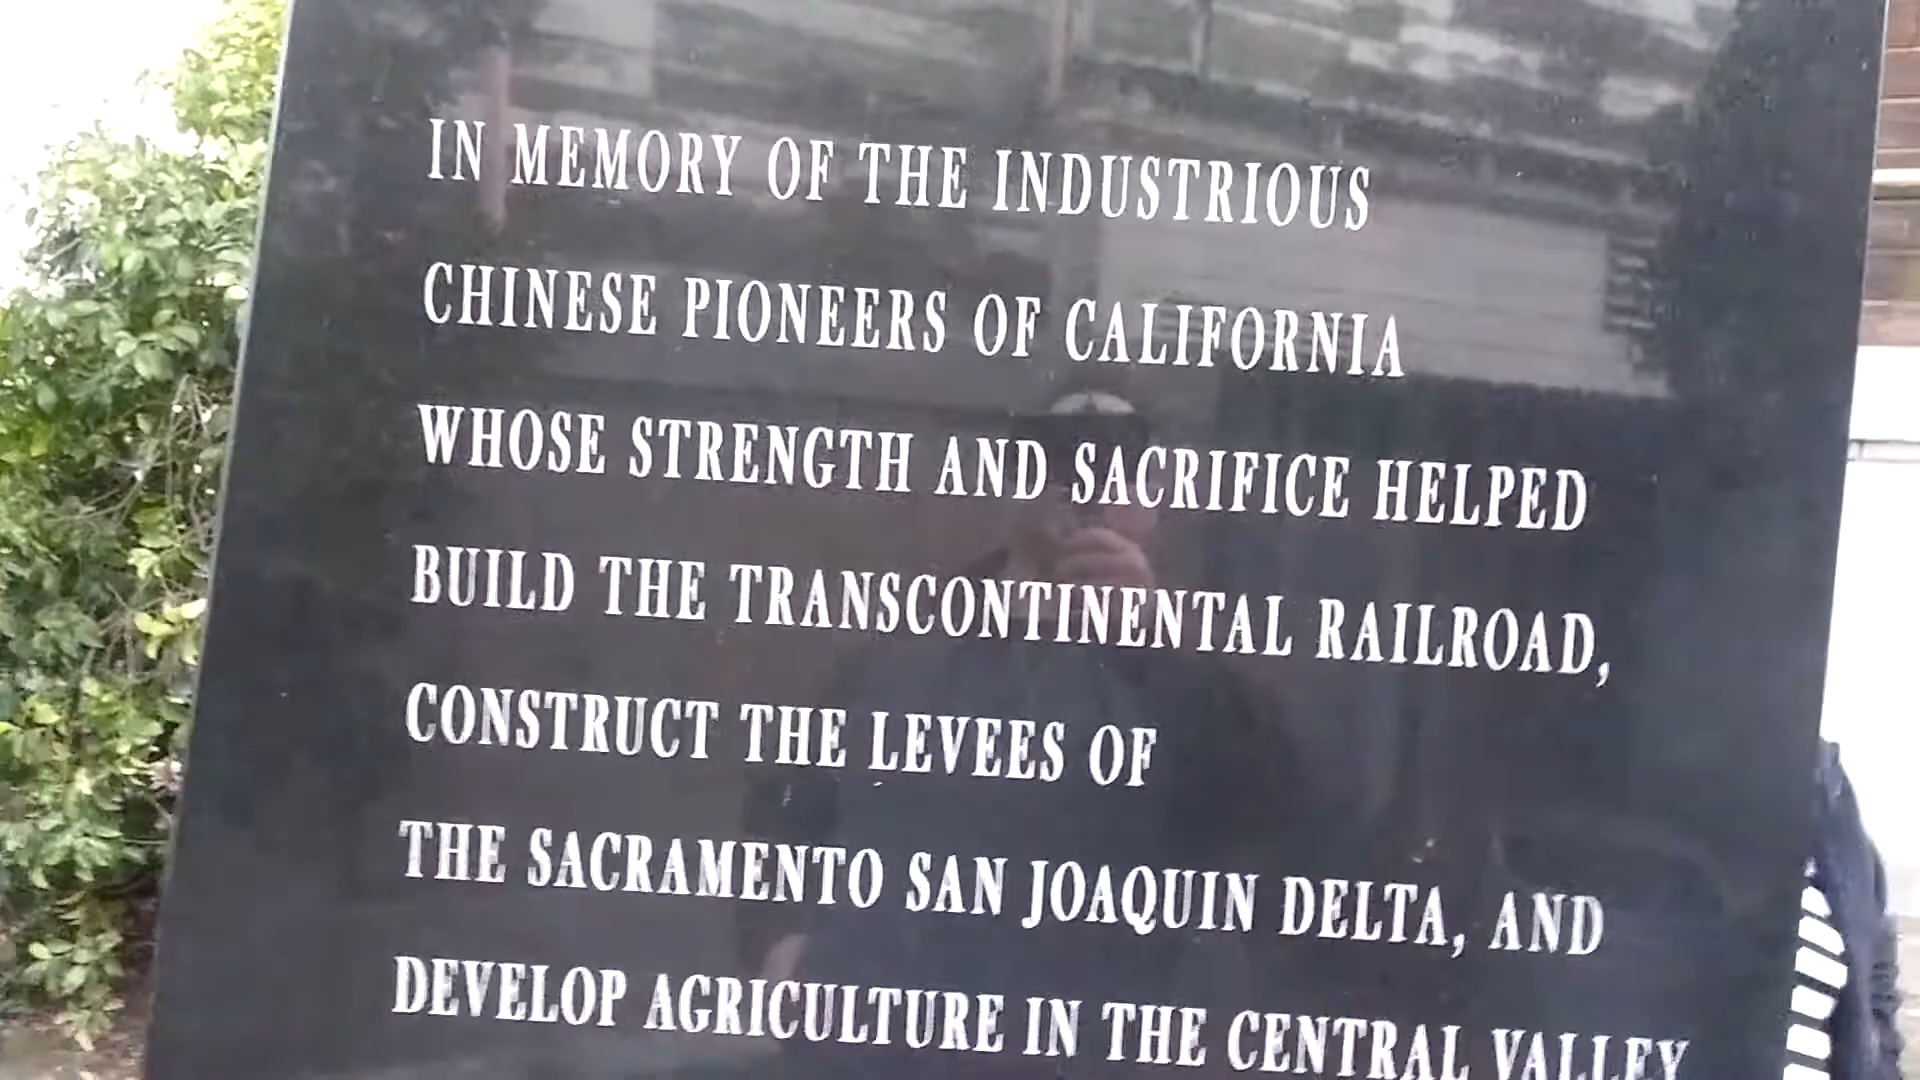 IN MEMORY OF THE INDUSTRIOUS
CHINESE PIONEERS OF CALIFORNIA
WHOSE STRENGTH AND SACRIFICE HELPED
BUILD THE TRANSCONTINENTAL RAILROAD,
CONSTRUCT THE LEVEES OF
THE SACRAMENTO SAN JOAQUIN DELTA, AND
DEVELOP AGRICULTURE IN THE CENTRAL VALLEY